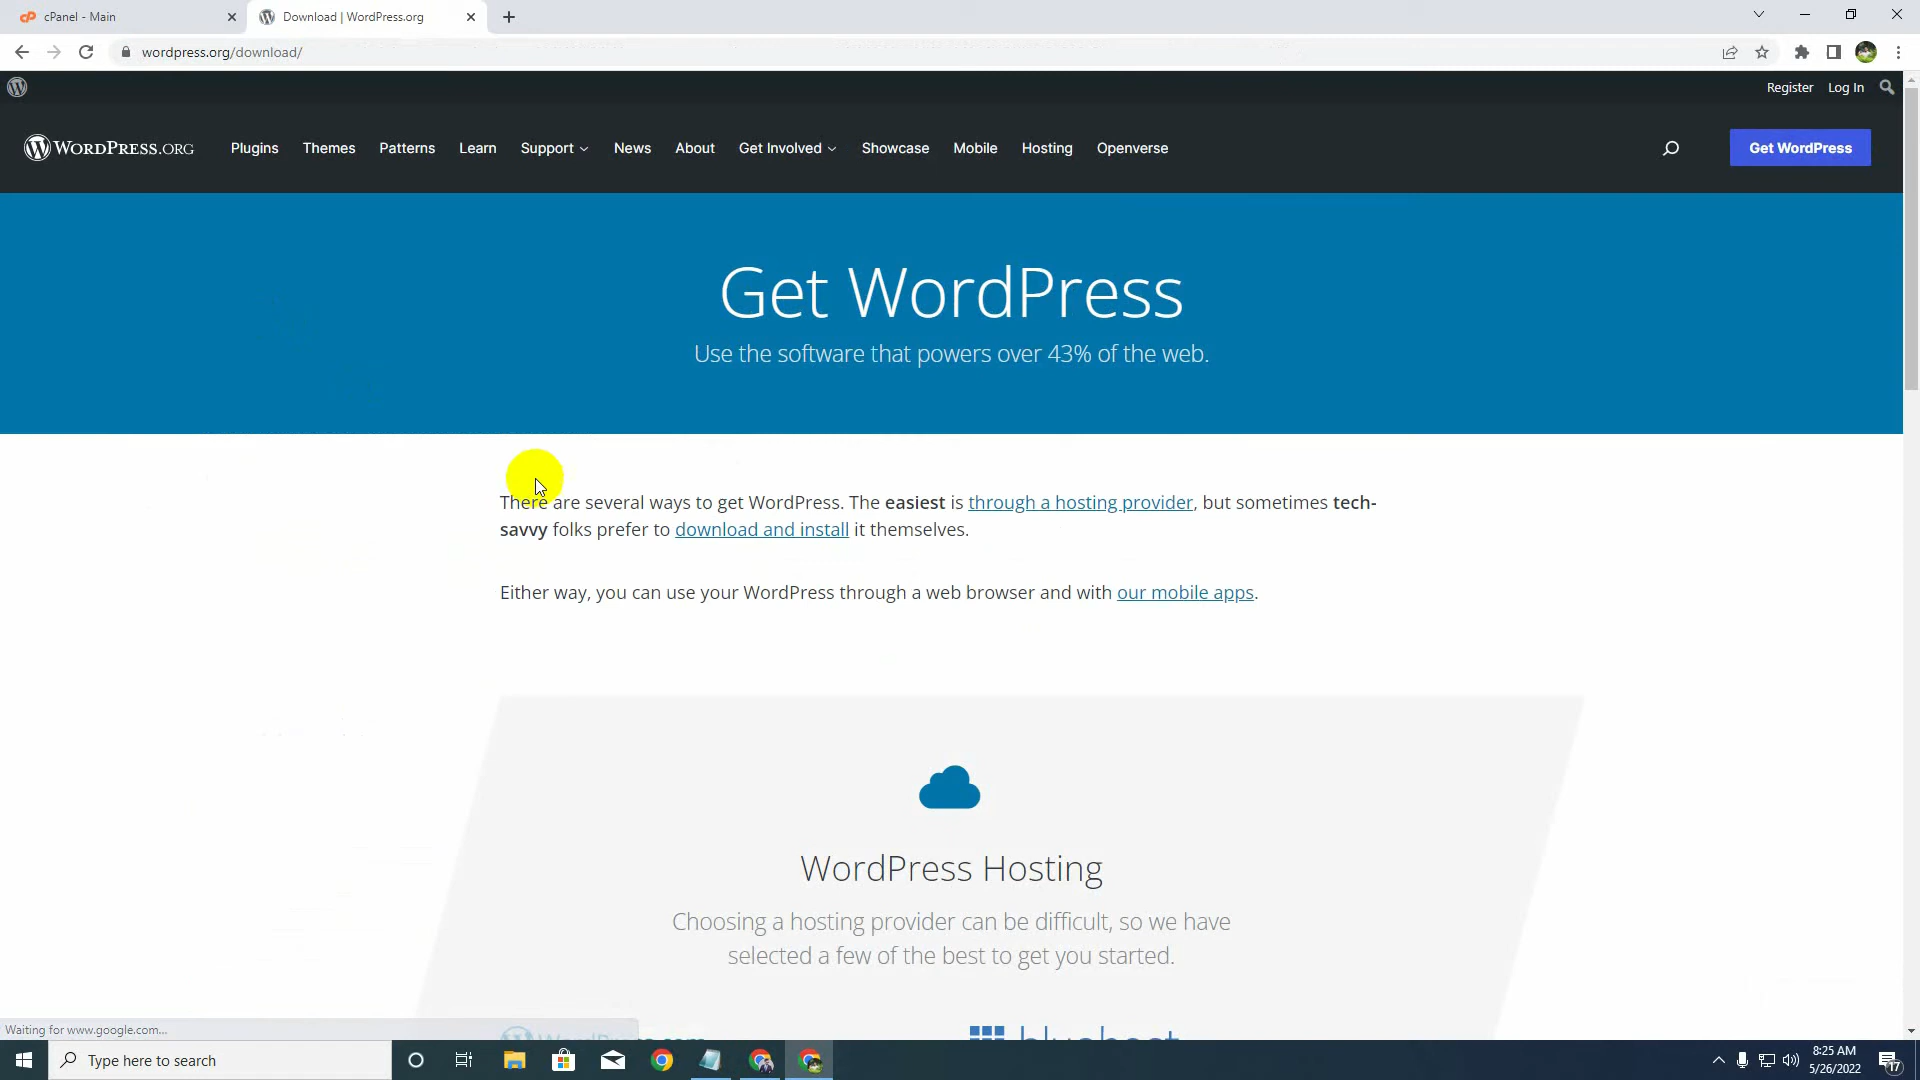 cPanel - Main
Download | WordPress.org
wordpress.org/download/
Register Log In
WORDPRESS.ORG Plugins Themes Patterns Learn Support News About Get Involved Showcase Mobile Hosting Openverse Get WordPress
Get WordPress
Use the software that powers over 43% of the web.
There are several ways to get WordPress. The easiest is through a hosting provider, but sometimes tech-
savvy folks prefer to download and install it themselves.
Either way, you can use your WordPress through a web browser and with our mobile apps.
WordPress Hosting
Choosing a hosting provider can be difficult, so we have
selected a few of the best to get you started.
Waiting for www.google.com...
WordPress.com bluehost
Type here to search
8:25 AM
5/26/2022
17